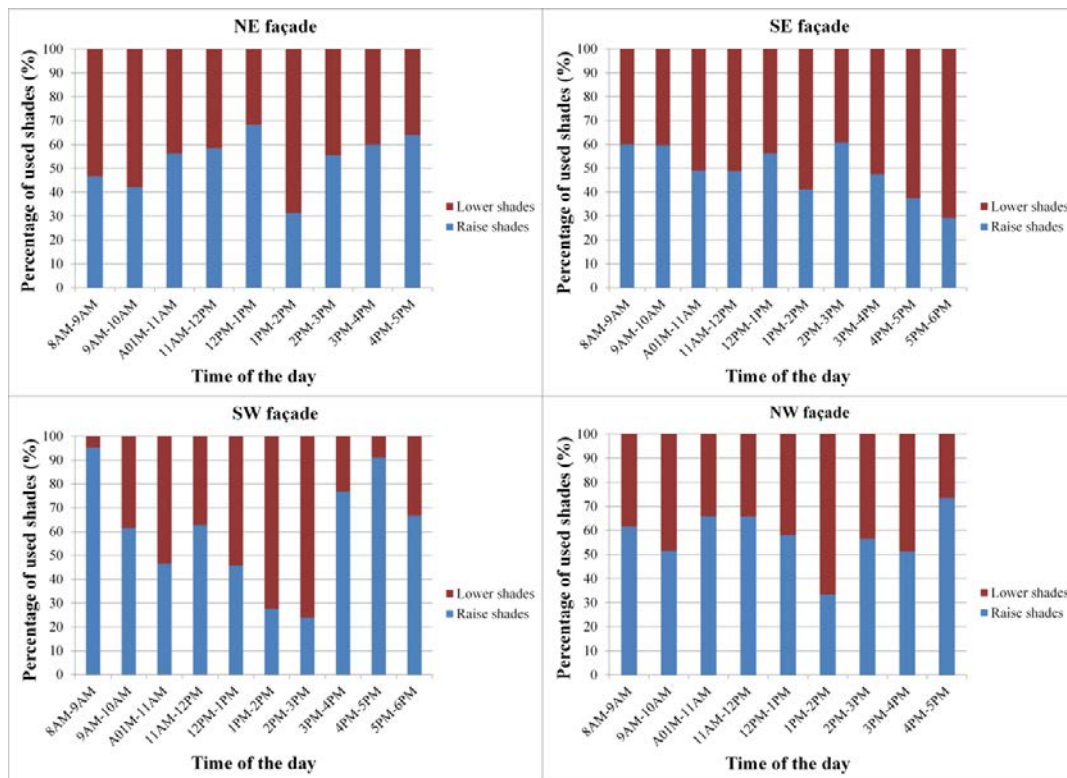 NE façade
Percentage of used shades (%)
100
90
80
70
60
50
40
30
20
10
0
8AM-9AM
9AM-10AM
A01M-11AM
11AM-12PM
12PM-1PM
1PM-2PM
2PM-3PM
3PM-4PM
4PM-5PM
Time of the day
Lower shades
Raise shades
SE façade
Percentage of used shades (%)
100
90
80
70
60
50
40
30
20
10
0
8AM-9AM
9AM-10AM
A01M-11AM
11AM-12PM
12PM-1PM
1PM-2PM
2PM-3PM
3PM-4PM
4PM-5PM
5PM-6PM
Time of the day
Lower shades
Raise shades
SW façade
Percentage of used shades (%)
100
90
80
70
60
50
40
30
20
10
0
8AM-9AM
9AM-10AM
A01M-11AM
11AM-12PM
12PM-1PM
1PM-2PM
2PM-3PM
3PM-4PM
4PM-5PM
5PM-6PM
Time of the day
Lower shades
Raise shades
NW façade
Percentage of used shades (%)
100
90
80
70
60
50
40
30
20
10
0
8AM-9AM
9AM-10AM
A01M-11AM
11AM-12PM
12PM-1PM
1PM-2PM
2PM-3PM
3PM-4PM
4PM-5PM
Time of the day
Lower shades
Raise shades